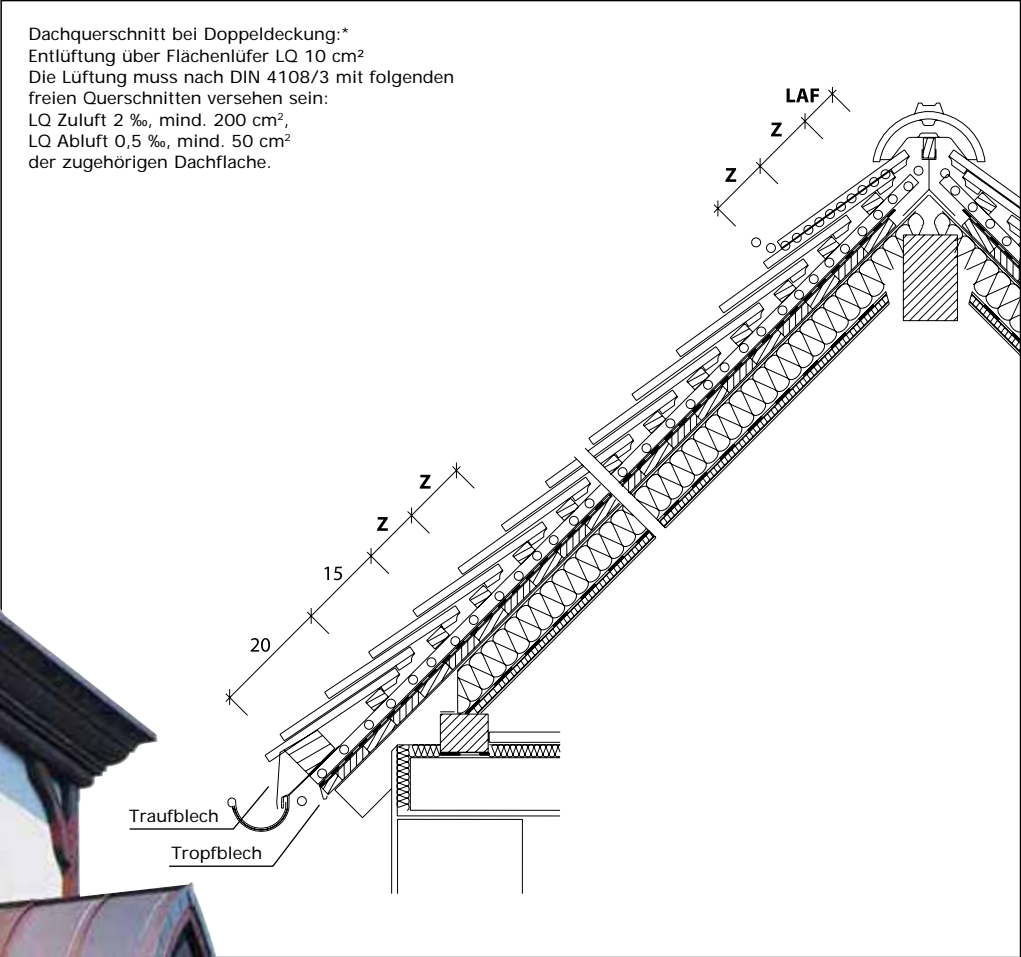 Dachquerschnitt bei Doppeldeckung:*
Entlüftung über Flächenlüfer LQ 10 cm²
Die Lüftung muss nach DIN 4108/3 mit folgenden
freien Querschnitten versehen sein:
LQ Zuluft 2 ‰, mind. 200 cm²,
LQ Abluft 0,5 ‰, mind. 50 cm²
der zugehörigen Dachflache.
LAF
Z
Z
Z
Z
15
20
Traufblech
Tropfblech